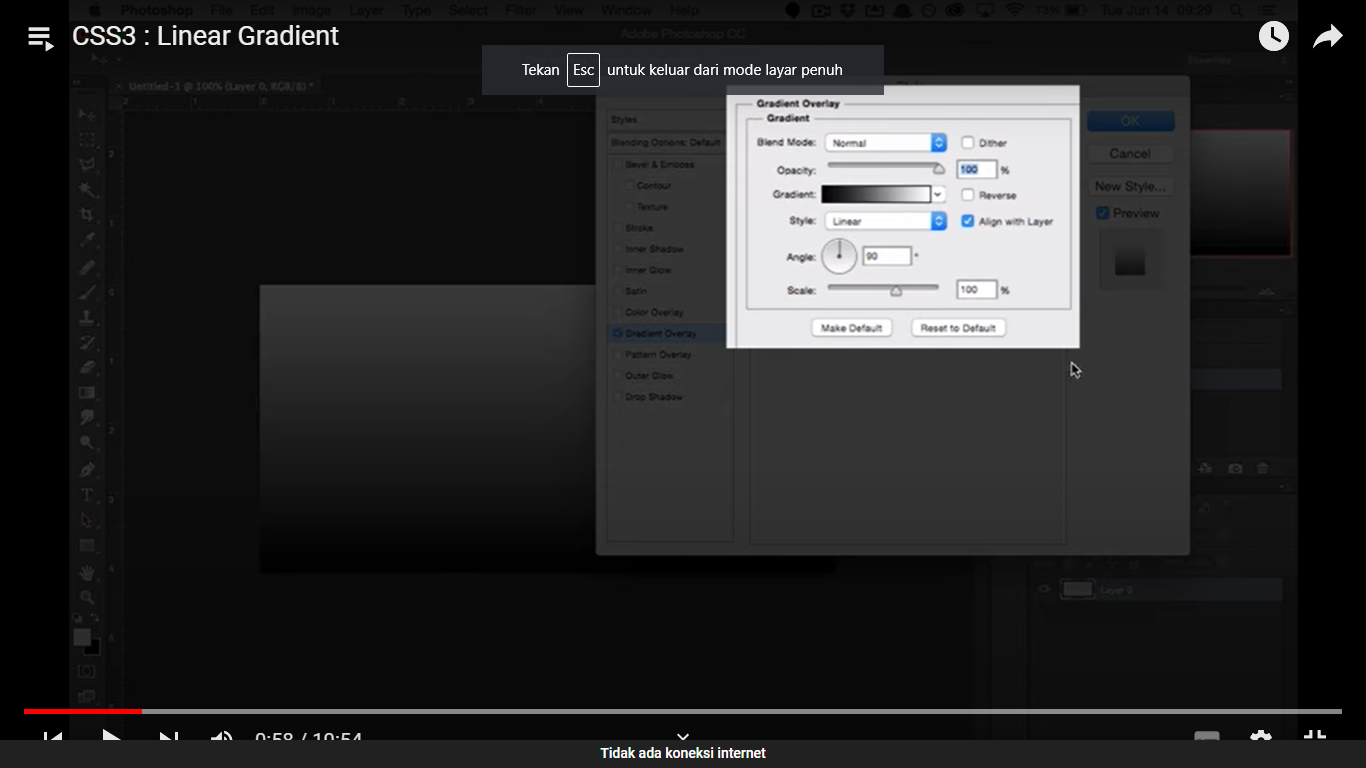 Photoshop File Edit Image Layer Type Select Filter View Window Help 73% Tue Jun 14 09:29
CSS3 : Linear Gradient
Adobe Photoshop CC
Tekan Esc untuk keluar dari mode layar penuh
Essentials
Untitled-1 @ 100% (Layer 0, RGB/8) *
Styles
Blending Options: Default
Bevel & Emboss
Contour
Texture
Stroke
Inner Shadow
Inner Glow
Satin
Color Overlay
Gradient Overlay
Pattern Overlay
Outer Glow
Drop Shadow
Gradient Overlay
Gradient
Blend Mode: Normal Dither
Opacity: 100 %
Gradient: Reverse
Style: Linear Align with Layer
Angle: 90 °
Scale: 100 %
Make Default Reset to Default
OK
Cancel
New Style...
Preview
Layer 0
0:58 / 10:54
Tidak ada koneksi internet